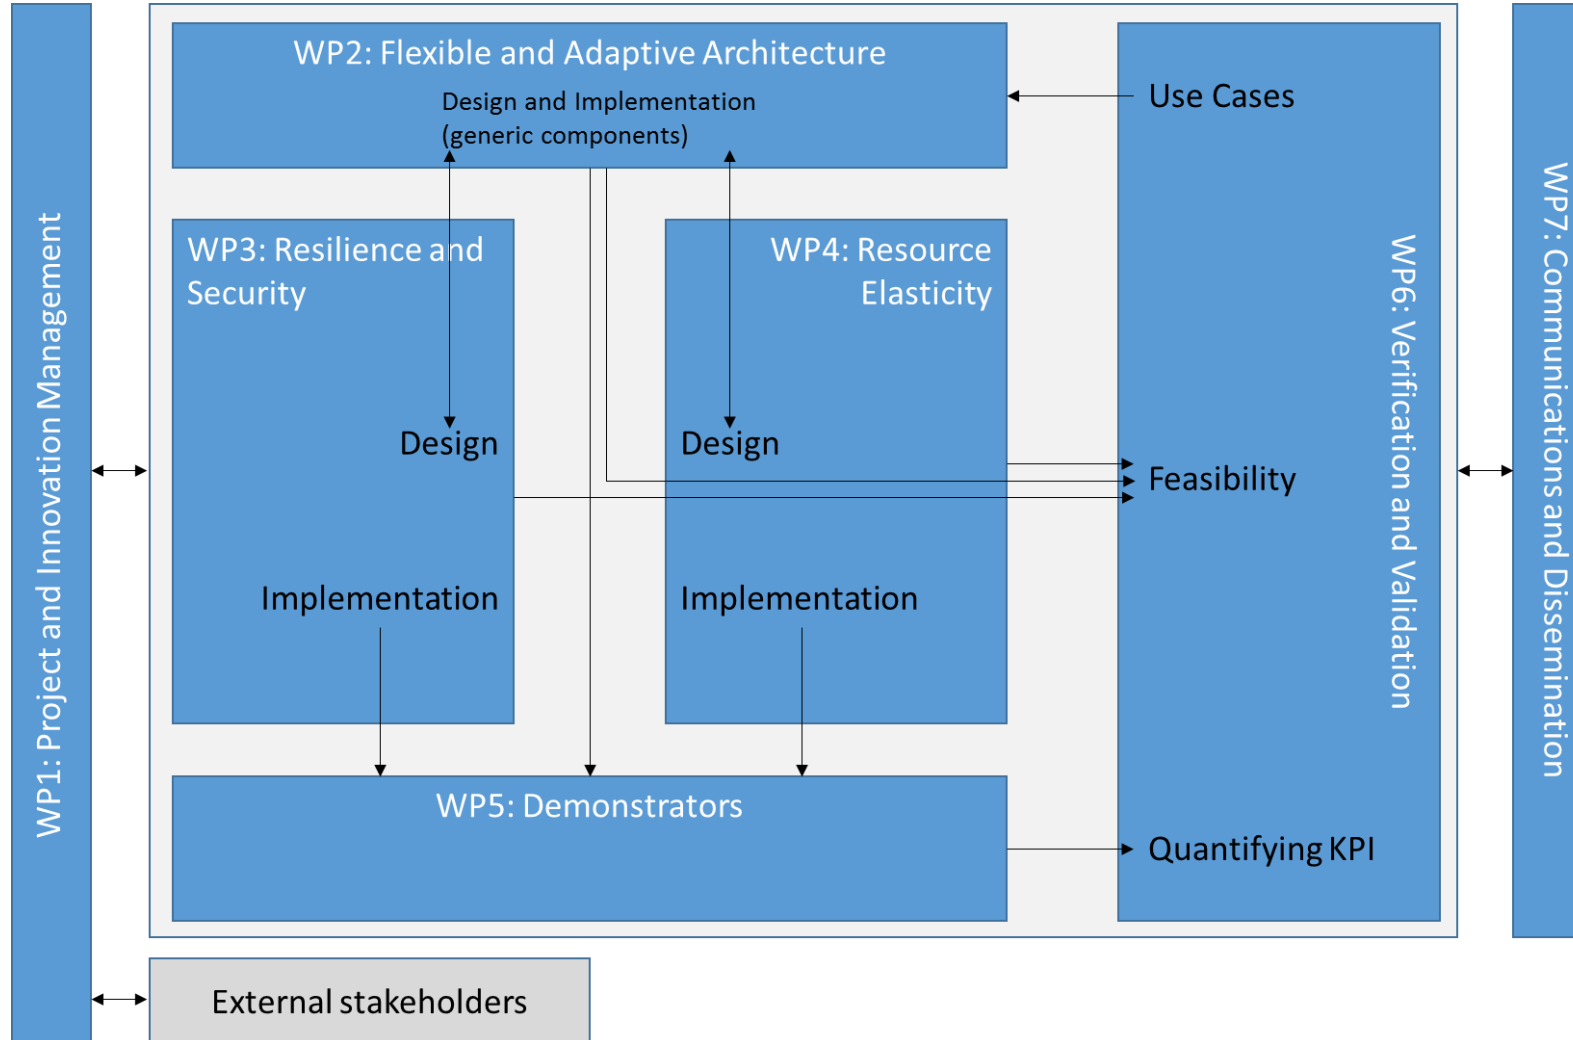 WP1: Project and Innovation Management
WP2: Flexible and Adaptive Architecture
Design and Implementation
(generic components)
WP3: Resilience and
Security
Design
Implementation
WP4: Resource
Elasticity
Design
Implementation
WP5: Demonstrators
Use Cases
Feasibility
Quantifying KPI
WP6: Verification and Validation
WP7: Communications and Dissemination
External stakeholders